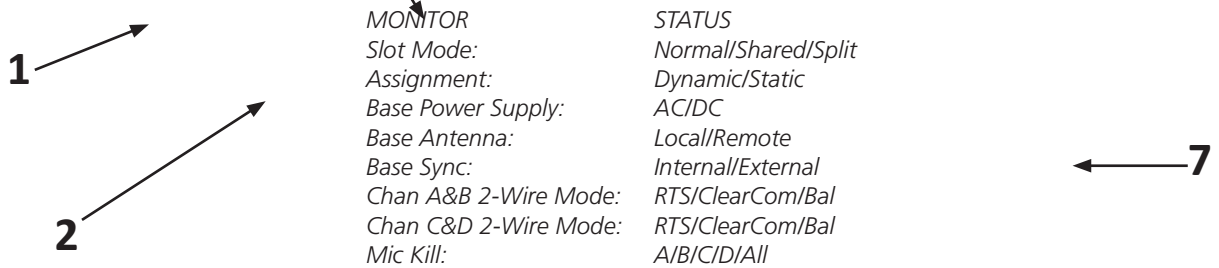 MONITOR STATUS
1 Slot Mode: Normal/Shared/Split
Assignment: Dynamic/Static
Base Power Supply: AC/DC
Base Antenna: Local/Remote
Base Sync: Internal/External 7
Chan A&B 2-Wire Mode: RTS/ClearCom/Bal
Chan C&D 2-Wire Mode: RTS/ClearCom/Bal
2 Mic Kill: A/B/C/D/All